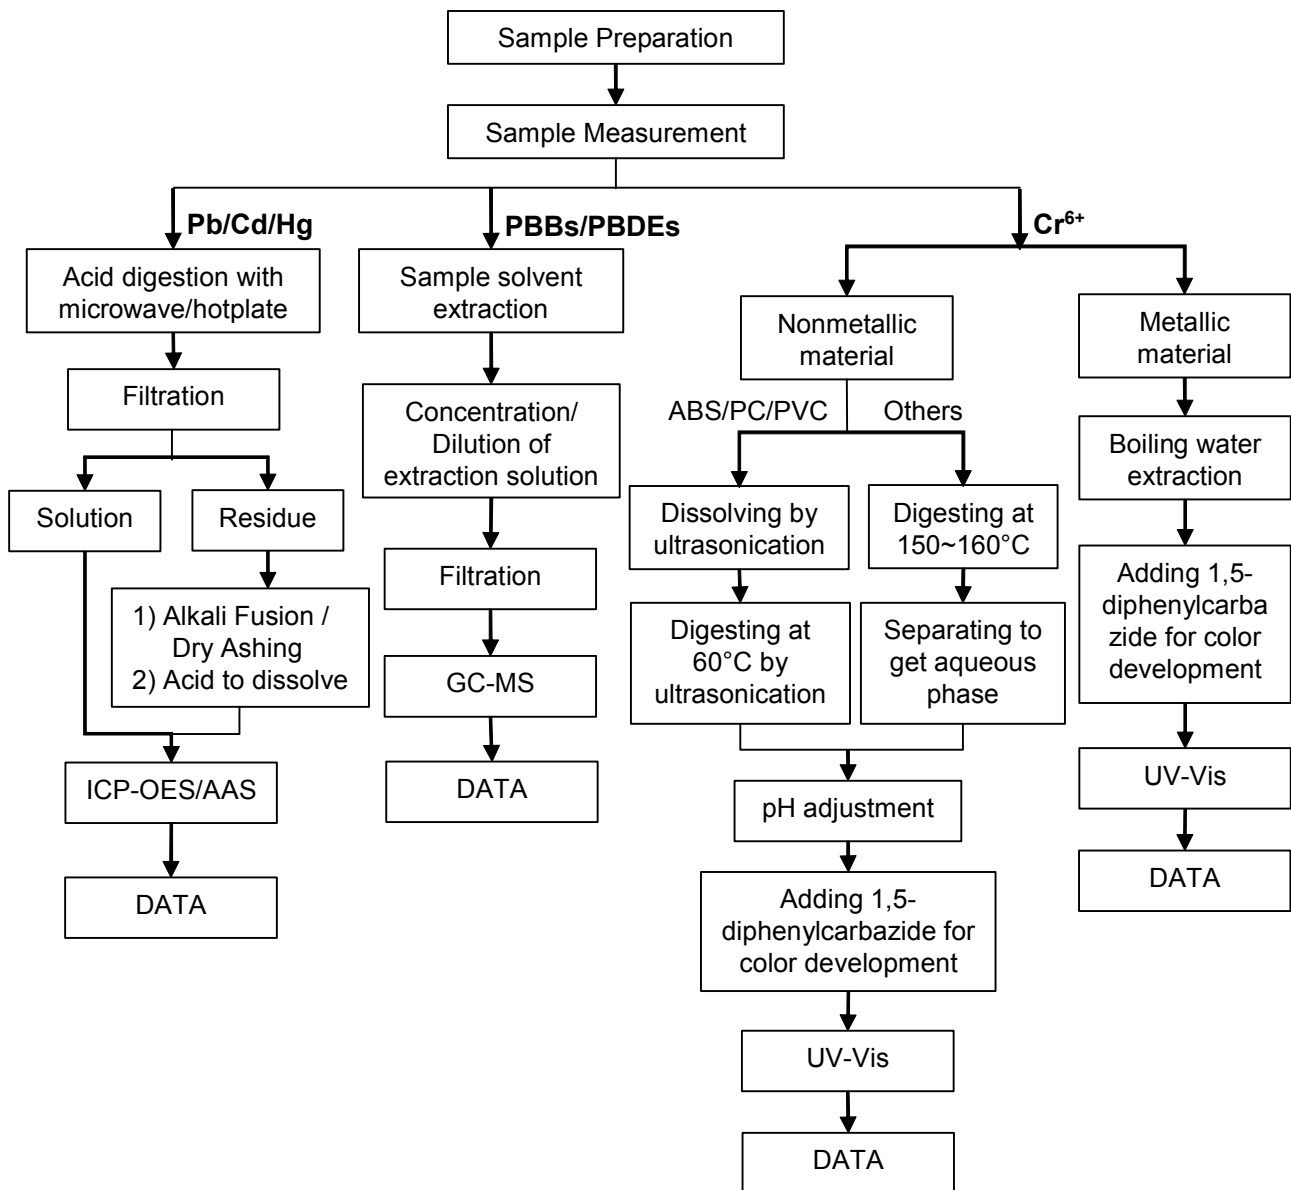 Sample Preparation
Sample Measurement
Pb/Cd/Hg
PBBs/PBDEs
Cr⁶⁺
Acid digestion with
microwave/hotplate
Filtration
Solution
Residue
1) Alkali Fusion /
Dry Ashing
2) Acid to dissolve
ICP-OES/AAS
DATA
Sample solvent
extraction
Concentration/
Dilution of
extraction solution
Filtration
GC-MS
DATA
Nonmetallic
material
ABS/PC/PVC
Others
Dissolving by
ultrasonication
Digesting at
60°C by
ultrasonication
Digesting at
150~160°C
Separating to
get aqueous
phase
pH adjustment
Adding 1,5-
diphenylcarbazide for
color development
UV-Vis
DATA
Metallic
material
Boiling water
extraction
Adding 1,5-
diphenylcarba
zide for color
development
UV-Vis
DATA